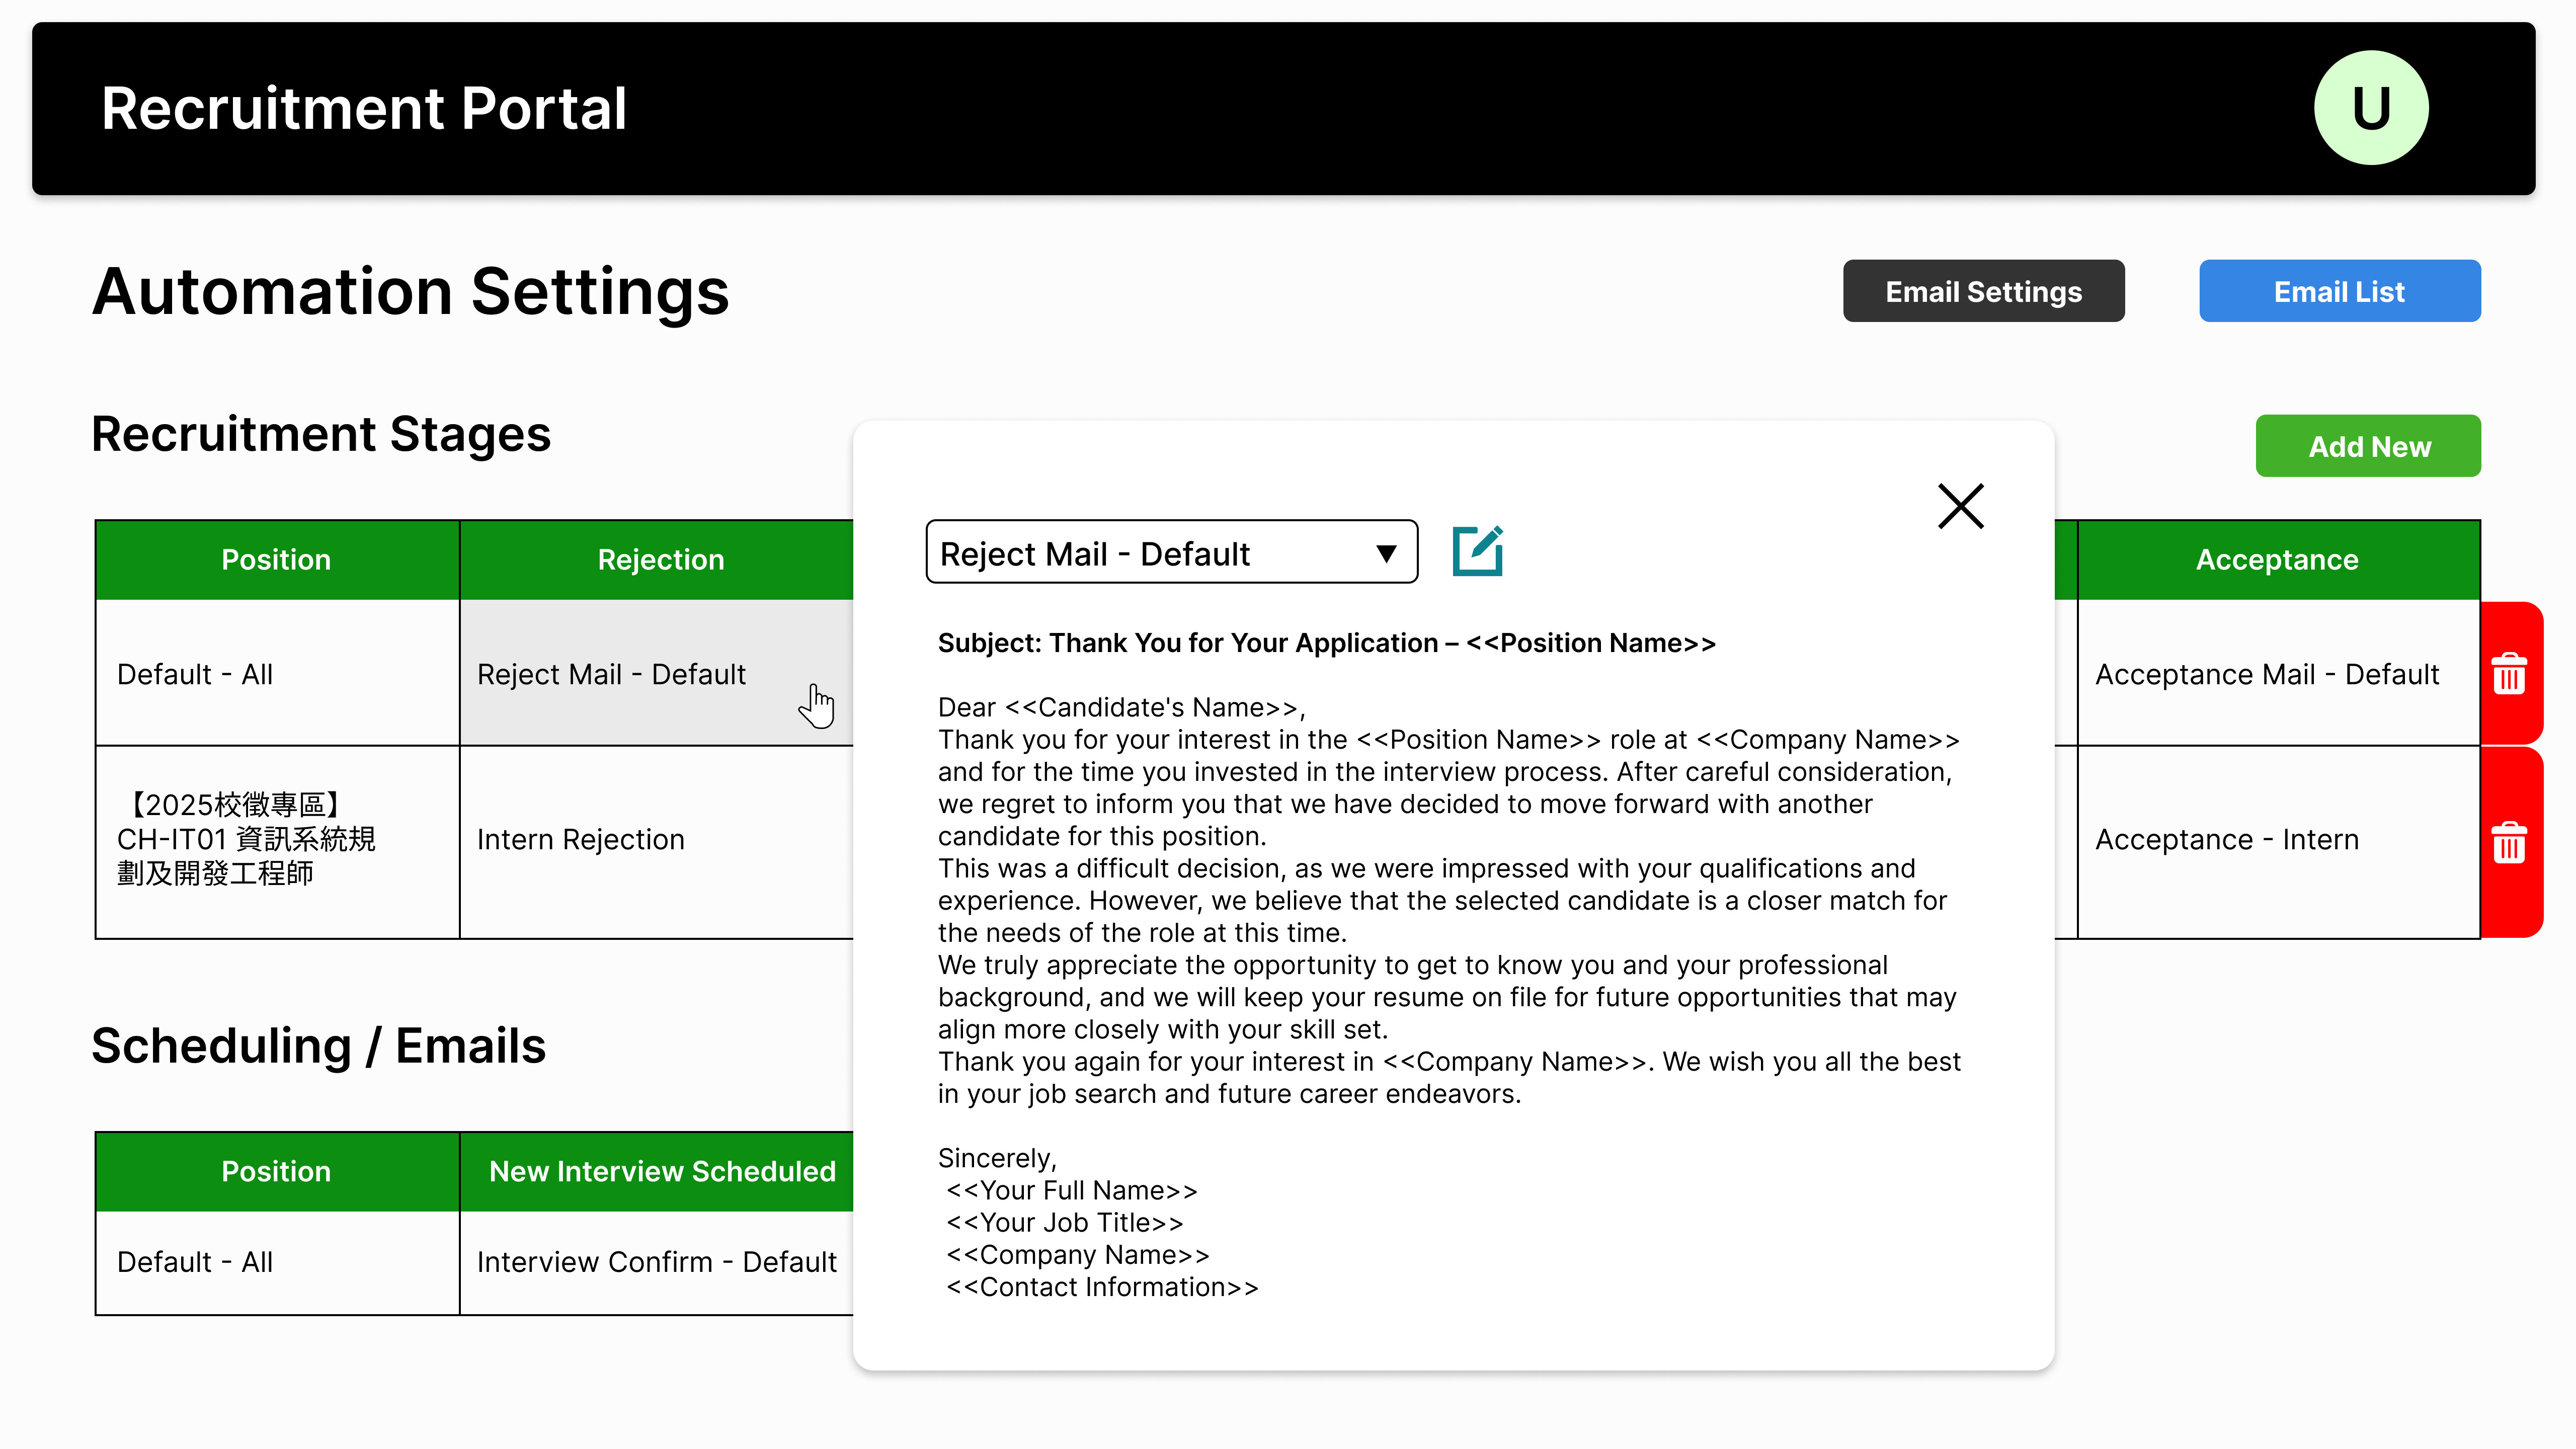 Recruitment Portal
U
Automation Settings
Email Settings
Email List
Recruitment Stages
Add New
Position
Rejection
Acceptance
Default - All
Reject Mail - Default
Acceptance Mail - Default
【2025校徵專區】
CH-IT01 資訊系統規
劃及開發工程師
Intern Rejection
Acceptance - Intern
Scheduling / Emails
Position
New Interview Scheduled
Default - All
Interview Confirm - Default
Reject Mail - Default
Subject: Thank You for Your Application – <<Position Name>>
Dear <<Candidate's Name>>,
Thank you for your interest in the <<Position Name>> role at <<Company Name>>
and for the time you invested in the interview process. After careful consideration,
we regret to inform you that we have decided to move forward with another
candidate for this position.
This was a difficult decision, as we were impressed with your qualifications and
experience. However, we believe that the selected candidate is a closer match for
the needs of the role at this time.
We truly appreciate the opportunity to get to know you and your professional
background, and we will keep your resume on file for future opportunities that may
align more closely with your skill set.
Thank you again for your interest in <<Company Name>>. We wish you all the best
in your job search and future career endeavors.
Sincerely,
<<Your Full Name>>
<<Your Job Title>>
<<Company Name>>
<<Contact Information>>